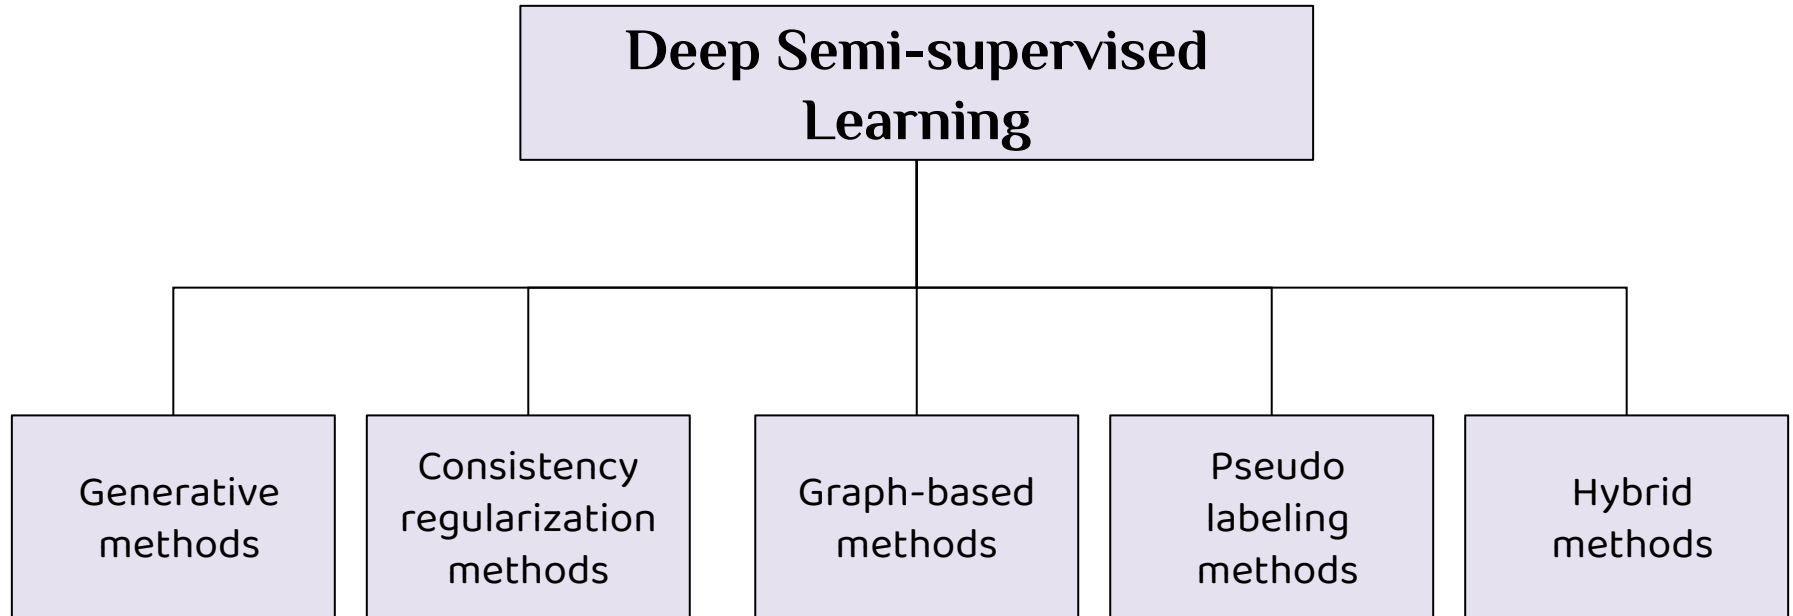 Deep Semi-supervised
Learning
Generative
methods
Consistency
regularization
methods
Graph-based
methods
Pseudo
labeling
methods
Hybrid
methods